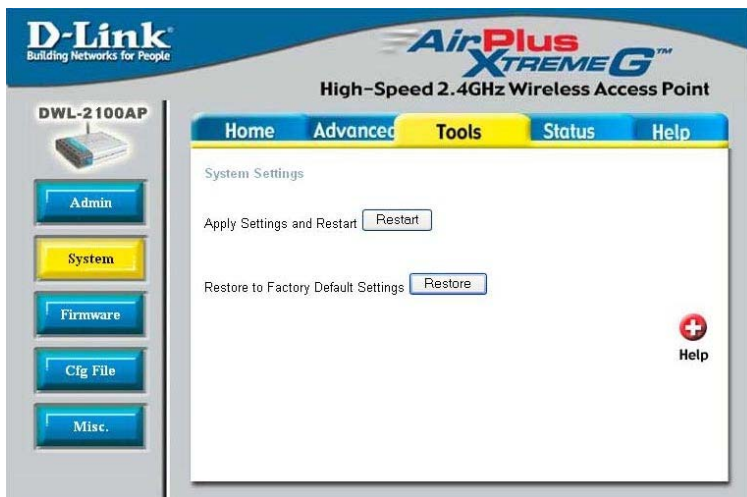 D-Link
Building Networks for People
AirPlus
XTREME G™
High-Speed 2.4GHz Wireless Access Point
DWL-2100AP
Home Advanced Tools Status Help
Admin
System
Firmware
Cfg File
Misc.
System Settings
Apply Settings and Restart Restart
Restore to Factory Default Settings Restore
Help